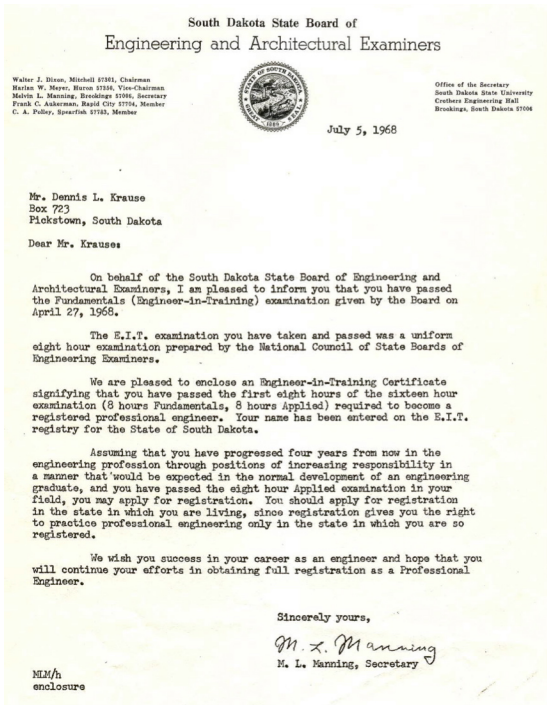 South Dakota State Board of
Engineering and Architectural Examiners
Walter J. Dixon, Mitchell 57301, Chairman
Harlan W. Meyer, Huron 57350, Vice-Chairman
Melvin L. Manning, Brookings 57006, Secretary
Frank C. Aukerman, Rapid City 57704, Member
C. A. Polley, Spearfish 57783, Member
Office of the Secretary
South Dakota State University
Crothers Engineering Hall
Brookings, South Dakota 57006
July 5, 1968
Mr. Dennis L. Krause
Box 723
Pickstown, South Dakota
Dear Mr. Krause:
On behalf of the South Dakota State Board of Engineering and
Architectural Examiners, I am pleased to inform you that you have passed
the Fundamentals (Engineer-in-Training) examination given by the Board on
April 27, 1968.
The E.I.T. examination you have taken and passed was a uniform
eight hour examination prepared by the National Council of State Boards of
Engineering Examiners.
We are pleased to enclose an Engineer-in-Training Certificate
signifying that you have passed the first eight hours of the sixteen hour
examination (8 hours Fundamentals, 8 hours Applied) required to become a
registered professional engineer. Your name has been entered on the E.I.T.
registry for the State of South Dakota.
Assuming that you have progressed four years from now in the
engineering profession through positions of increasing responsibility in
a manner that would be expected in the normal development of an engineering
graduate, and you have passed the eight hour Applied examination in your
field, you may apply for registration. You should apply for registration
in the state in which you are living, since registration gives you the right
to practice professional engineering only in the state in which you are so
registered.
We wish you success in your career as an engineer and hope that you
will continue your efforts in obtaining full registration as a Professional
Engineer.
Sincerely yours,
M. L. Manning
M. L. Manning, Secretary
MLM/h
enclosure